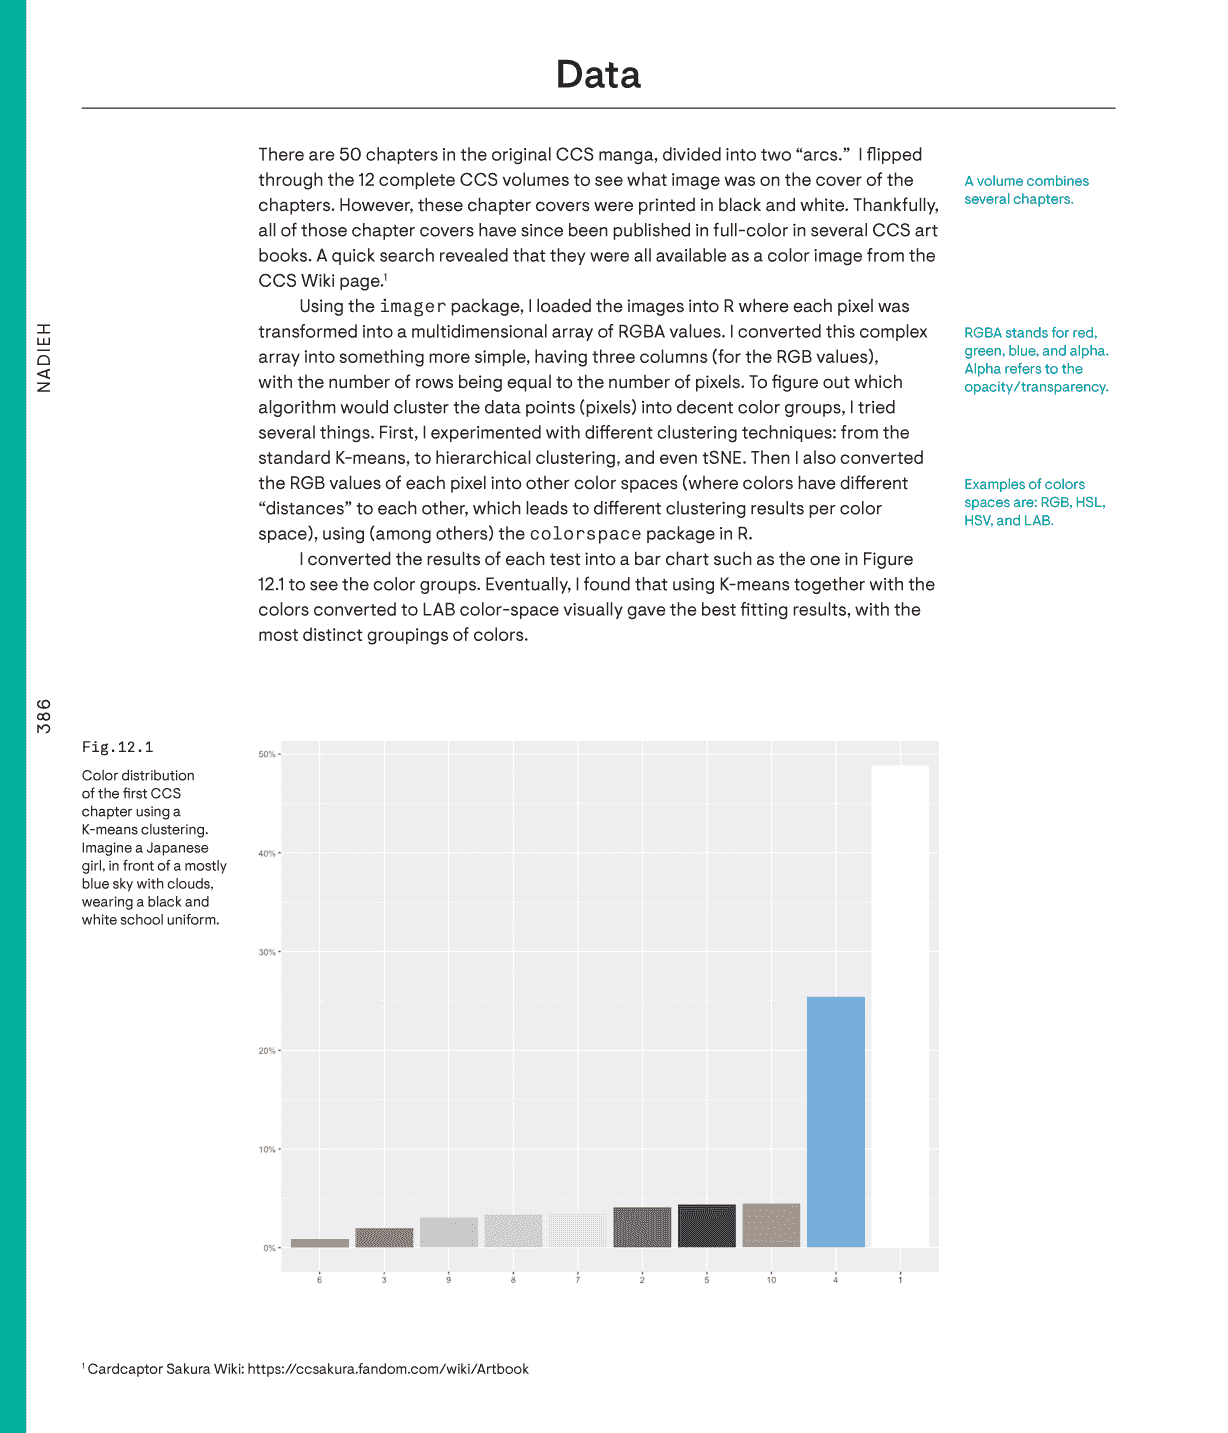 Data
There are 50 chapters in the original CCS manga, divided into two “arcs.” I flipped
through the 12 complete CCS volumes to see what image was on the cover of the
chapters. However, these chapter covers were printed in black and white. Thankfully,
all of those chapter covers have since been published in full-color in several CCS art
books. A quick search revealed that they were all available as a color image from the
CCS Wiki page.¹
A volume combines
several chapters.
Using the imager package, I loaded the images into R where each pixel was
transformed into a multidimensional array of RGBA values. I converted this complex
array into something more simple, having three columns (for the RGB values),
with the number of rows being equal to the number of pixels. To figure out which
algorithm would cluster the data points (pixels) into decent color groups, I tried
several things. First, I experimented with different clustering techniques: from the
standard K-means, to hierarchical clustering, and even tSNE. Then I also converted
the RGB values of each pixel into other color spaces (where colors have different
“distances” to each other, which leads to different clustering results per color
space), using (among others) the colorspace package in R.
RGBA stands for red,
green, blue, and alpha.
Alpha refers to the
opacity/transparency.
Examples of colors
spaces are: RGB, HSL,
HSV, and LAB.
I converted the results of each test into a bar chart such as the one in Figure
12.1 to see the color groups. Eventually, I found that using K-means together with the
colors converted to LAB color-space visually gave the best fitting results, with the
most distinct groupings of colors.
NADIEH
386
Fig.12.1
Color distribution
of the first CCS
chapter using a
K-means clustering.
Imagine a Japanese
girl, in front of a mostly
blue sky with clouds,
wearing a black and
white school uniform.
50%
40%
30%
20%
10%
0%
6 3 9 8 7 2 5 10 4 1
¹ Cardcaptor Sakura Wiki: https://ccsakura.fandom.com/wiki/Artbook